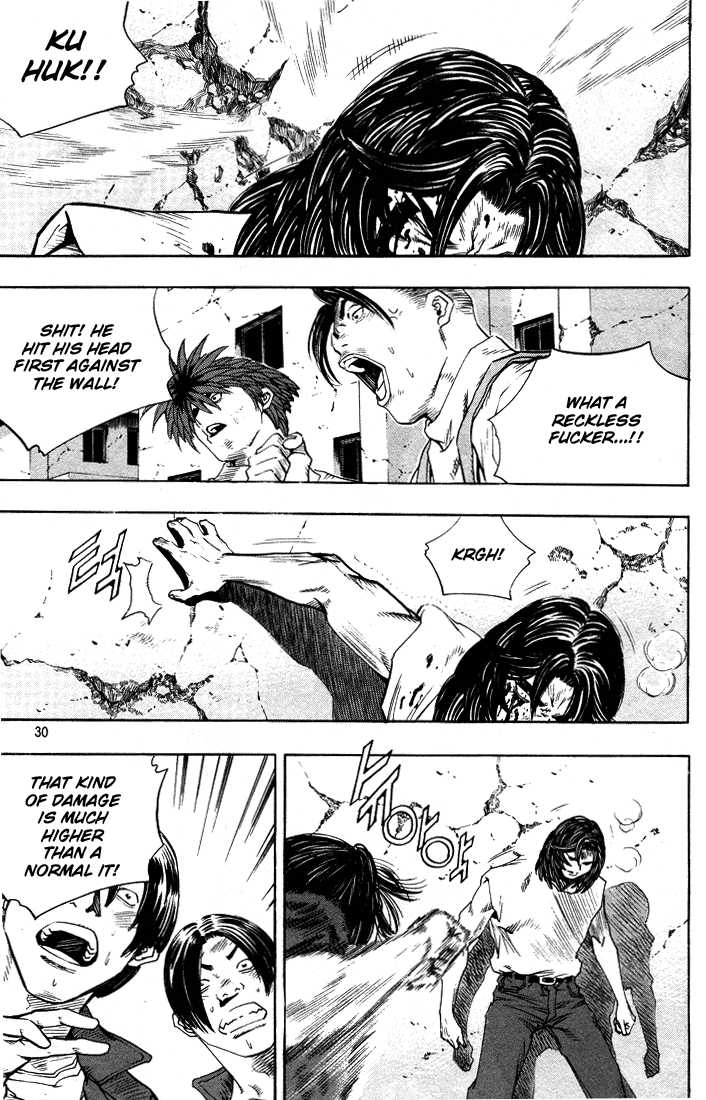 KU
HUK!!
SHIT! HE
HIT HIS HEAD
FIRST AGAINST
THE WALL!
WHAT A
RECKLESS
FUCKER...!!
턱
KRGH!
30
THAT KIND
OF DAMAGE
IS MUCH
HIGHER
THAN A
NORMAL IT!